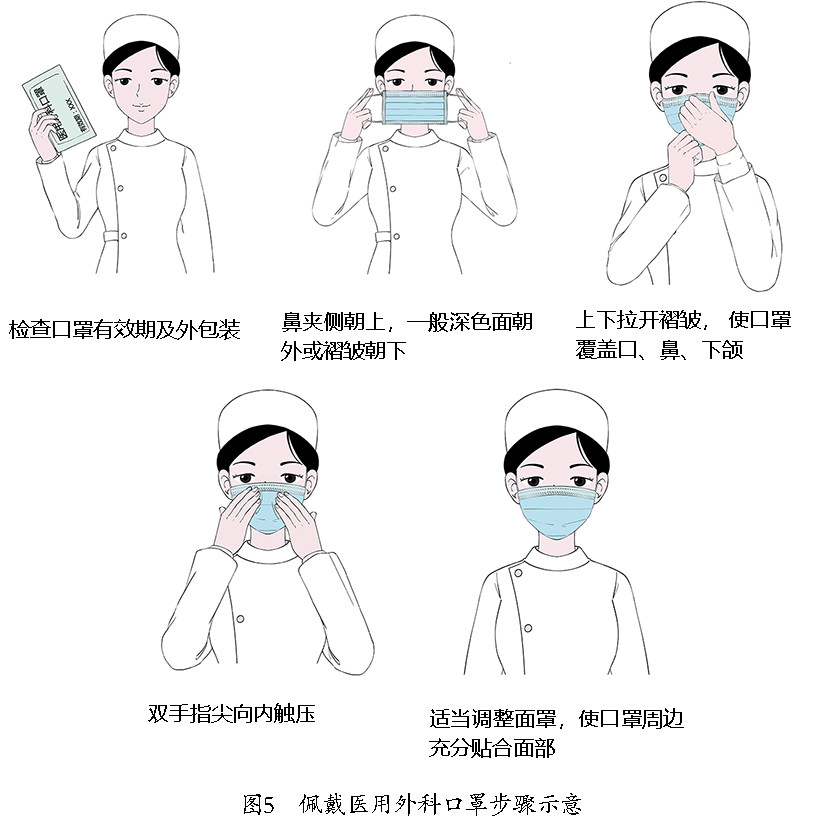 检查口罩有效期及外包装
鼻夹侧朝上，一般深色面朝
外或褶皱朝下
上下拉开褶皱， 使口罩
覆盖口、鼻、下颌
双手指尖向内触压
适当调整面罩，使口罩周边
充分贴合面部
图5 佩戴医用外科口罩步骤示意